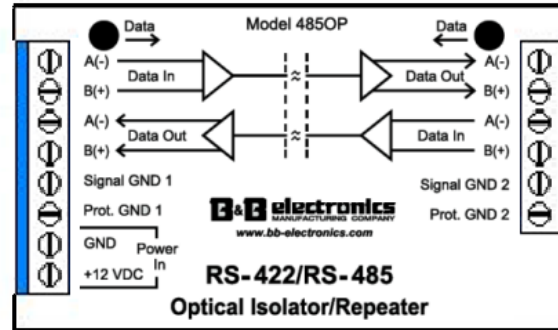 Model 485OP
Data Data
A(-) A(-)
Data In Data Out
B(+) B(+)
A(-) A(-)
Data Out Data In
B(+) B(+)
Signal GND 1 Signal GND 2
Prot. GND 1 Prot. GND 2
B&B electronics
MANUFACTURING COMPANY
www.bb-electronics.com
GND Power
In
+12 VDC
RS-422/RS-485
Optical Isolator/Repeater